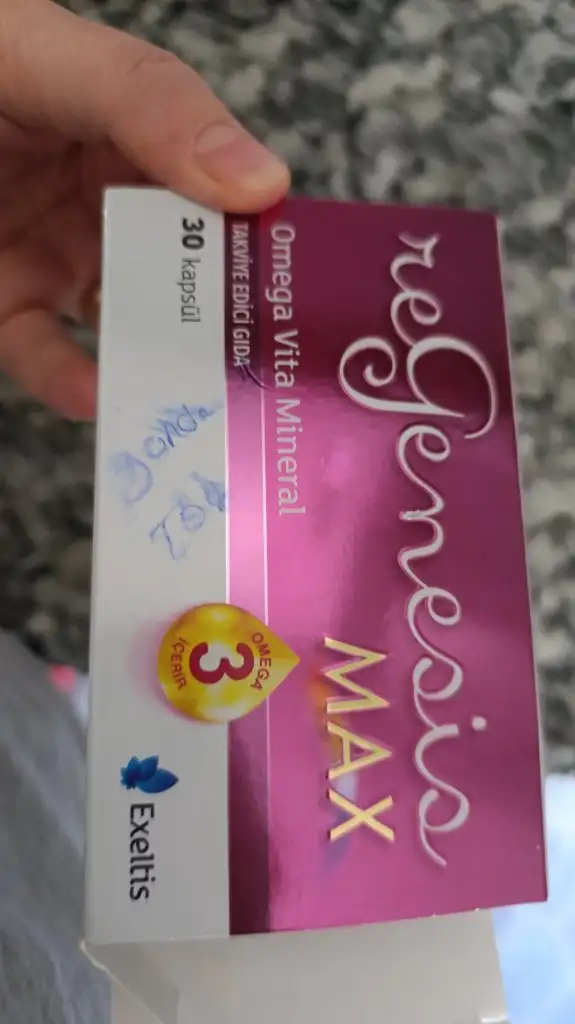 reGenesis
MAX
Omega Vita Mineral
TAKVİYE EDİCİ GIDA
30 kapsül
OMEGA
3
İÇERİR
Exeltis